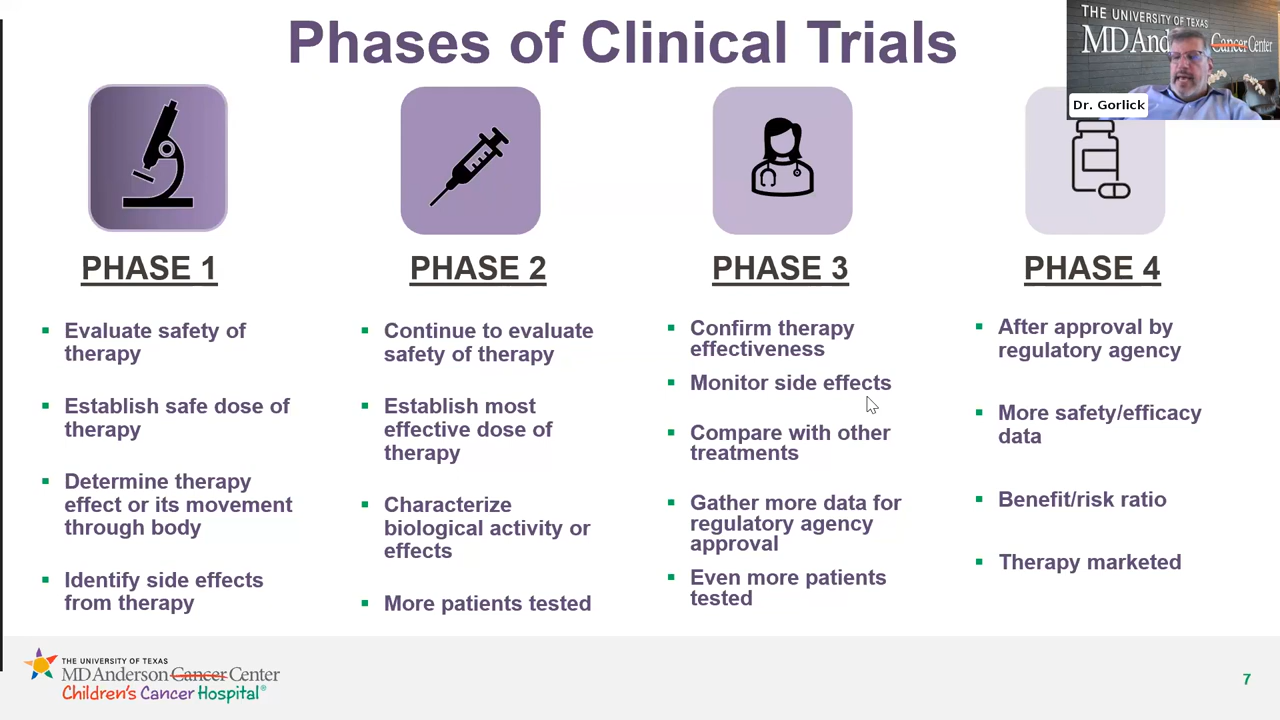 Phases of Clinical Trials
THE UNIVERSITY OF TEXAS
MD Anderson Cancer Center
Dr. Gorlick
PHASE 1
Evaluate safety of
therapy
Establish safe dose of
therapy
Determine therapy
effect or its movement
through body
Identify side effects
from therapy
PHASE 2
Continue to evaluate
safety of therapy
Establish most
effective dose of
therapy
Characterize
biological activity or
effects
More patients tested
PHASE 3
Confirm therapy
effectiveness
Monitor side effects
Compare with other
treatments
Gather more data for
regulatory agency
approval
Even more patients
tested
PHASE 4
After approval by
regulatory agency
More safety/efficacy
data
Benefit/risk ratio
Therapy marketed
THE UNIVERSITY OF TEXAS
MD Anderson Cancer Center
Children's Cancer Hospital®
7